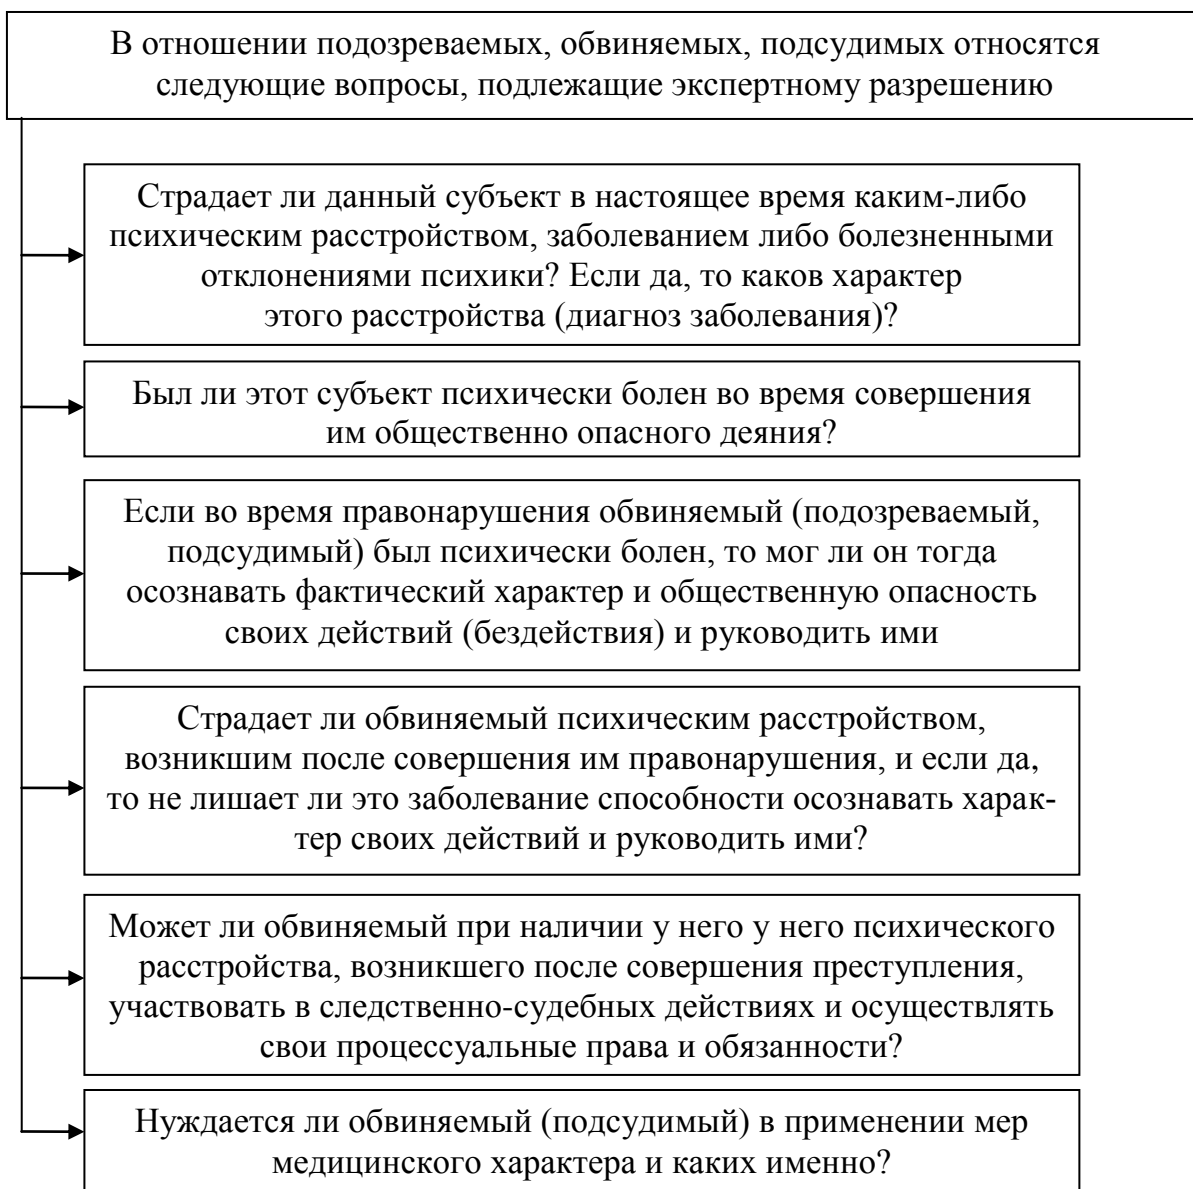 В отношении подозреваемых, обвиняемых, подсудимых относятся
следующие вопросы, подлежащие экспертному разрешению
Страдает ли данный субъект в настоящее время каким-либо
психическим расстройством, заболеванием либо болезненными
отклонениями психики? Если да, то каков характер
этого расстройства (диагноз заболевания)?
Был ли этот субъект психически болен во время совершения
им общественно опасного деяния?
Если во время правонарушения обвиняемый (подозреваемый,
подсудимый) был психически болен, то мог ли он тогда
осознавать фактический характер и общественную опасность
своих действий (бездействия) и руководить ими
Страдает ли обвиняемый психическим расстройством,
возникшим после совершения им правонарушения, и если да,
то не лишает ли это заболевание способности осознавать харак-
тер своих действий и руководить ими?
Может ли обвиняемый при наличии у него у него психического
расстройства, возникшего после совершения преступления,
участвовать в следственно-судебных действиях и осуществлять
свои процессуальные права и обязанности?
Нуждается ли обвиняемый (подсудимый) в применении мер
медицинского характера и каких именно?